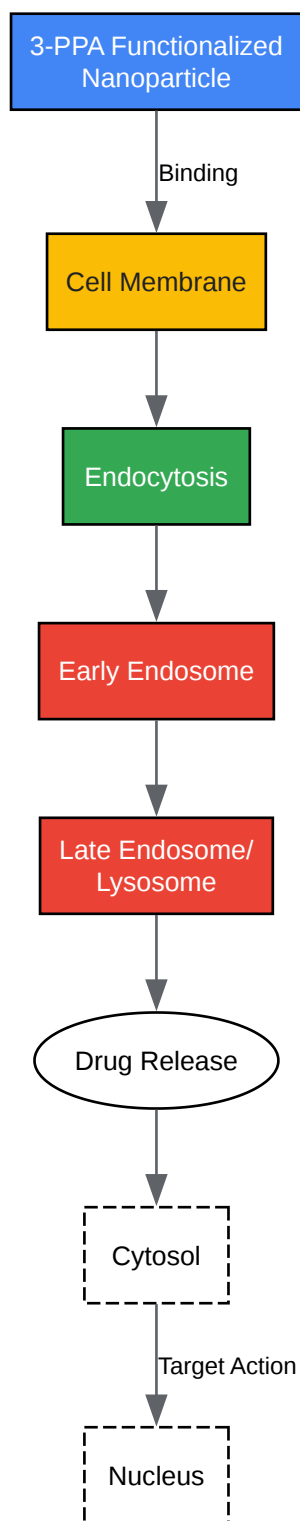 3-PPA Functionalized
Nanoparticle
Binding
Cell Membrane
Endocytosis
Early Endosome
Late Endosome/
Lysosome
Drug Release
Cytosol
Target Action
Nucleus